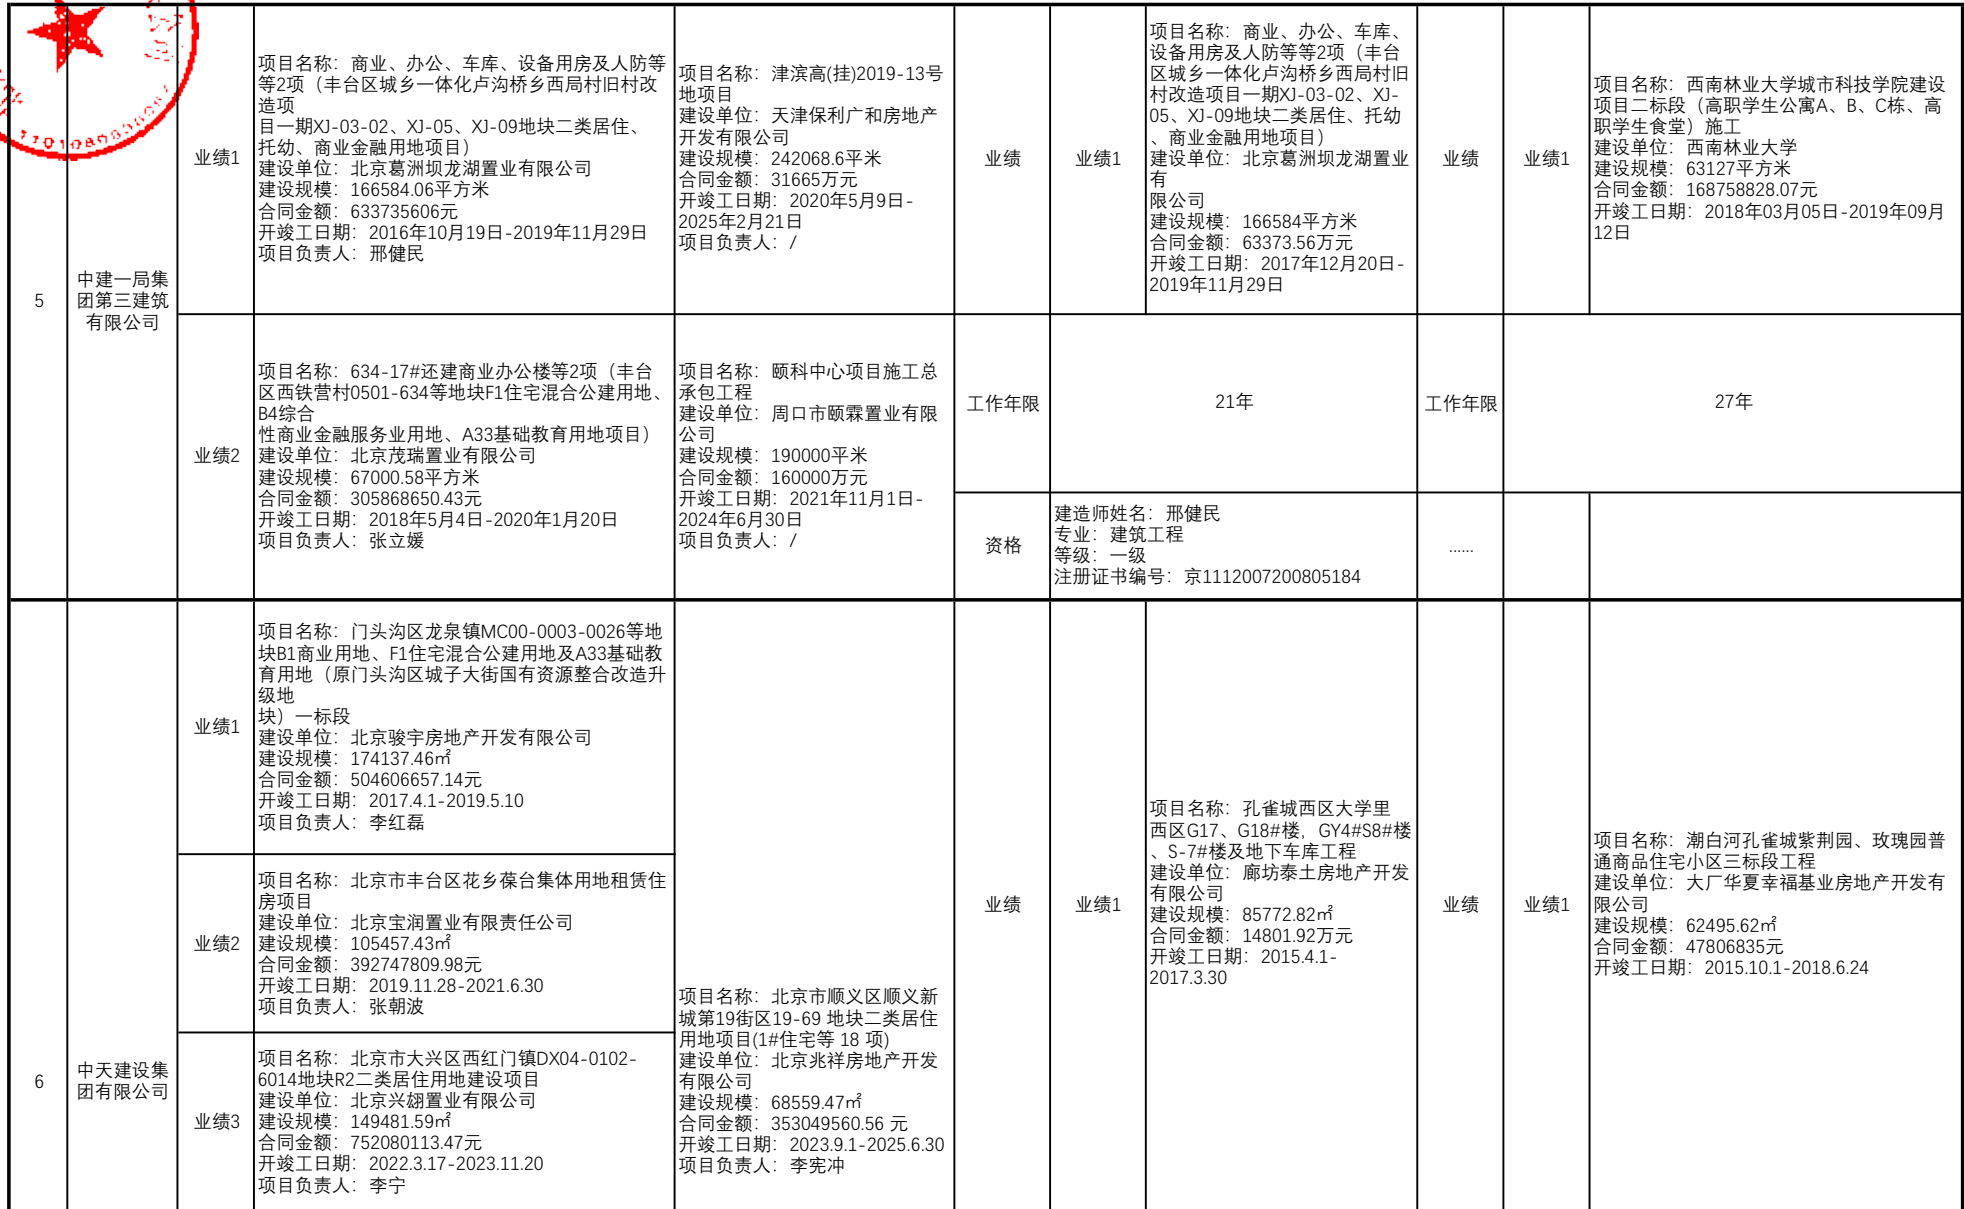 5
中建一局集
团第三建筑
有限公司
业绩1
项目名称：商业、办公、车库、设备用房及人防等
等2项（丰台区城乡一体化卢沟桥乡西局村旧村改
造项
目一期XJ-03-02、XJ-05、XJ-09地块二类居住、
托幼、商业金融用地项目）
建设单位：北京葛洲坝龙湖置业有限公司
建设规模：166584.06平方米
合同金额：633735606元
开竣工日期：2016年10月19日-2019年11月29日
项目负责人：邢健民
项目名称：津滨高(挂)2019-13号
地项目
建设单位：天津保利广和房地产
开发有限公司
建设规模：242068.6平米
合同金额：31665万元
开竣工日期：2020年5月9日-
2025年2月21日
项目负责人：/
业绩
业绩1
项目名称：商业、办公、车库、
设备用房及人防等等2项（丰台
区城乡一体化卢沟桥乡西局村旧
村改造项目一期XJ-03-02、XJ-
05、XJ-09地块二类居住、托幼
、商业金融用地项目）
建设单位：北京葛洲坝龙湖置业
有
限公司
建设规模：166584平方米
合同金额：63373.56万元
开竣工日期：2017年12月20日-
2019年11月29日
业绩
业绩1
项目名称：西南林业大学城市科技学院建设
项目二标段（高职学生公寓A、B、C栋、高
职学生食堂）施工
建设单位：西南林业大学
建设规模：63127平方米
合同金额：168758828.07元
开竣工日期：2018年03月05日-2019年09月
12日
业绩2
项目名称：634-17#还建商业办公楼等2项（丰台
区西铁营村0501-634等地块F1住宅混合公建用地、
B4综合
性商业金融服务业用地、A33基础教育用地项目）
建设单位：北京茂瑞置业有限公司
建设规模：67000.58平方米
合同金额：305868650.43元
开竣工日期：2018年5月4日-2020年1月20日
项目负责人：张立媛
项目名称：颐科中心项目施工总
承包工程
建设单位：周口市颐霖置业有限
公司
建设规模：190000平米
合同金额：160000万元
开竣工日期：2021年11月1日-
2024年6月30日
项目负责人：/
工作年限
21年
工作年限
27年
资格
建造师姓名：邢健民
专业：建筑工程
等级：一级
注册证书编号：京1112007200805184
......
6
中天建设集
团有限公司
业绩1
项目名称：门头沟区龙泉镇MC00-0003-0026等地
块B1商业用地、F1住宅混合公建用地及A33基础教
育用地（原门头沟区城子大街国有资源整合改造升
级地
块）一标段
建设单位：北京骏宇房地产开发有限公司
建设规模：174137.46㎡
合同金额：504606657.14元
开竣工日期：2017.4.1-2019.5.10
项目负责人：李红磊
业绩2
项目名称：北京市丰台区花乡葆台集体用地租赁住
房项目
建设单位：北京宝润置业有限责任公司
建设规模：105457.43㎡
合同金额：392747809.98元
开竣工日期：2019.11.28-2021.6.30
项目负责人：张朝波
业绩3
项目名称：北京市大兴区西红门镇DX04-0102-
6014地块R2二类居住用地建设项目
建设单位：北京兴翃置业有限公司
建设规模：149481.59㎡
合同金额：752080113.47元
开竣工日期：2022.3.17-2023.11.20
项目负责人：李宁
项目名称：北京市顺义区顺义新
城第19街区19-69 地块二类居住
用地项目(1#住宅等 18 项)
建设单位：北京兆祥房地产开发
有限公司
建设规模：68559.47㎡
合同金额：353049560.56 元
开竣工日期：2023.9.1-2025.6.30
项目负责人：李宪冲
业绩
业绩1
项目名称：孔雀城西区大学里
西区G17、G18#楼，GY4#S8#楼
、S-7#楼及地下车库工程
建设单位：廊坊泰土房地产开发
有限公司
建设规模：85772.82㎡
合同金额：14801.92万元
开竣工日期：2015.4.1-
2017.3.30
业绩
业绩1
项目名称：潮白河孔雀城紫荆园、玫瑰园普
通商品住宅小区三标段工程
建设单位：大厂华夏幸福基业房地产开发有
限公司
建设规模：62495.62㎡
合同金额：47806835元
开竣工日期：2015.10.1-2018.6.24